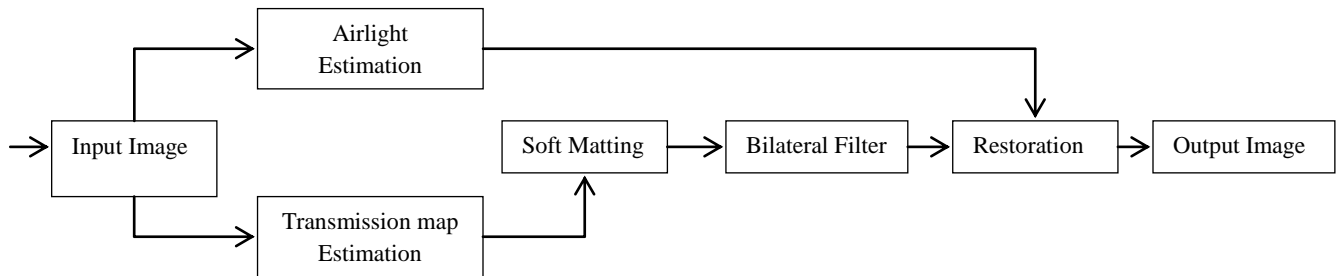 Airlight
Estimation
Input Image
Soft Matting
Bilateral Filter
Restoration
Output Image
Transmission map
Estimation